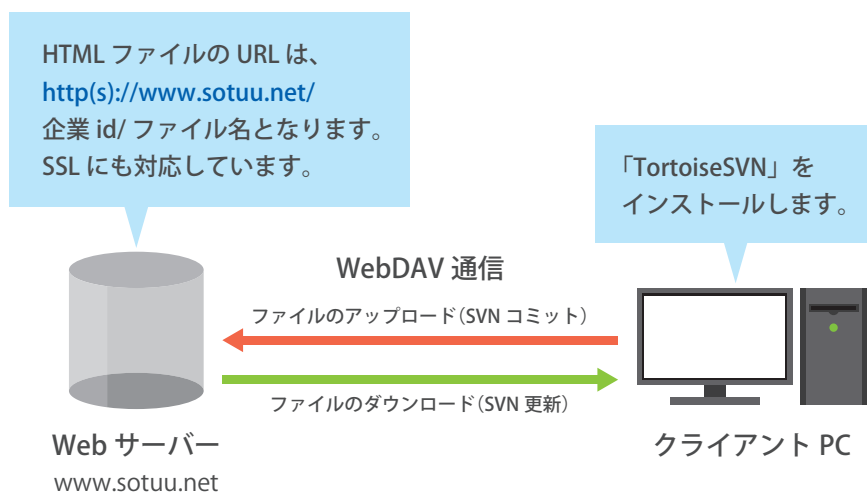 HTML ファイルの URL は、
http(s)://www.sotuu.net/
企業 id/ ファイル名となります。
SSL にも対応しています。
「TortoiseSVN」を
インストールします。
WebDAV 通信
ファイルのアップロード（SVN コミット）
ファイルのダウンロード（SVN 更新）
Web サーバー
www.sotuu.net
クライアント PC